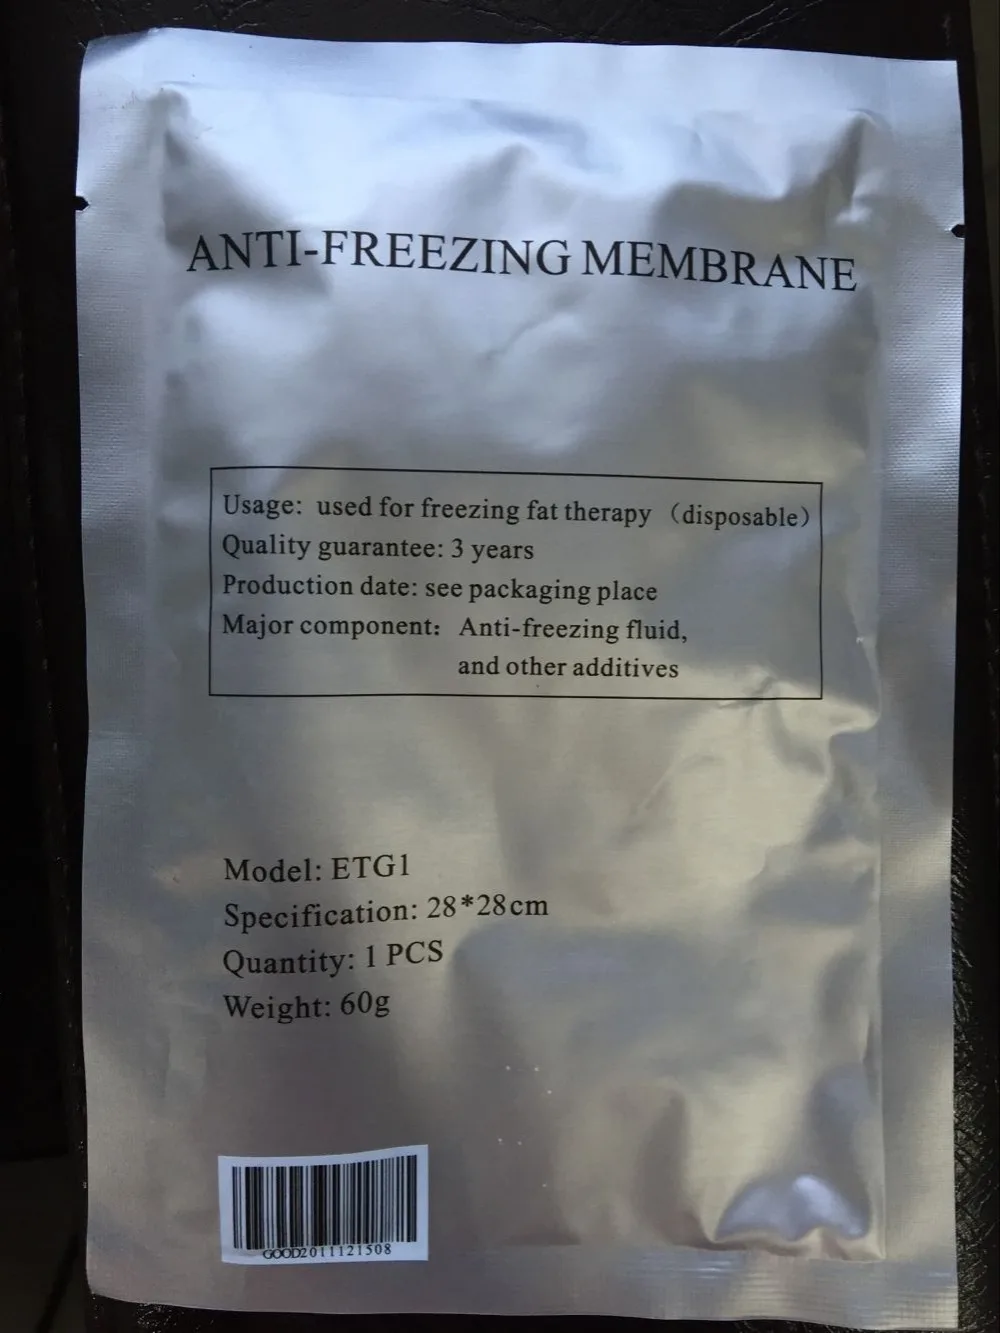 ANTI-FREEZING MEMBRANE
Usage: used for freezing fat therapy （disposable）
Quality guarantee: 3 years
Production date: see packaging place
Major component: Anti-freezing fluid,
and other additives
Model: ETG1
Specification: 28*28cm
Quantity: 1 PCS
Weight: 60g
GOOD2011121508